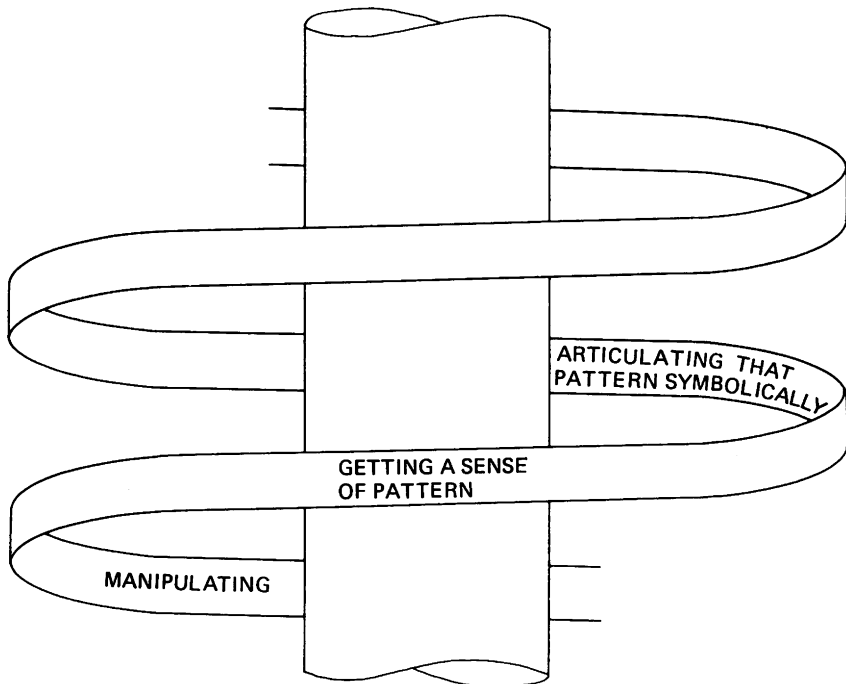 ARTICULATING THAT
PATTERN SYMBOLICALLY
GETTING A SENSE
OF PATTERN
MANIPULATING